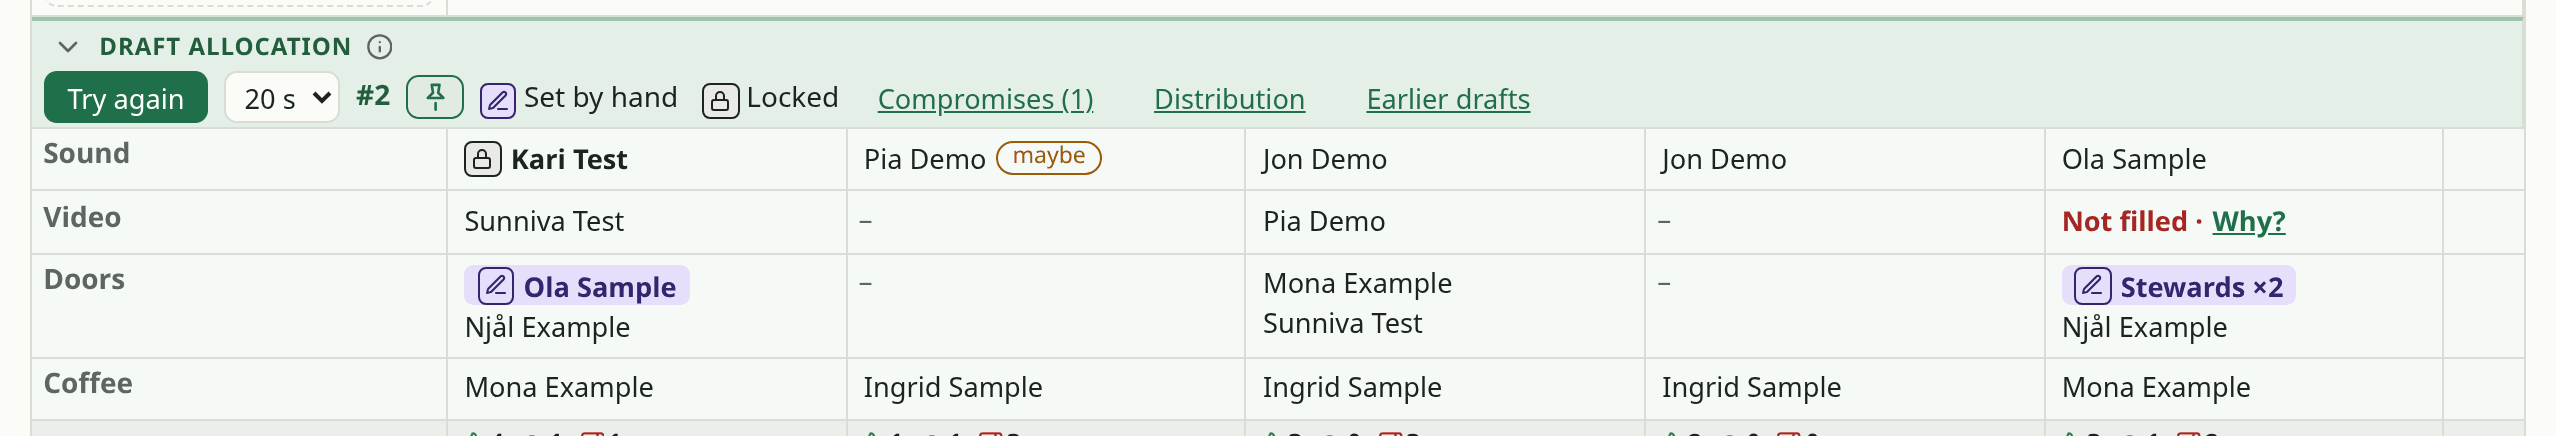 DRAFT ALLOCATION
Try again 20 s #2 Set by hand Locked Compromises (1) Distribution Earlier drafts
Sound Kari Test Pia Demo maybe Jon Demo Jon Demo Ola Sample
Video Sunniva Test – Pia Demo – Not filled · Why?
Doors Ola Sample – Mona Example – Stewards ×2
Njål Example Sunniva Test Njål Example
Coffee Mona Example Ingrid Sample Ingrid Sample Ingrid Sample Mona Example